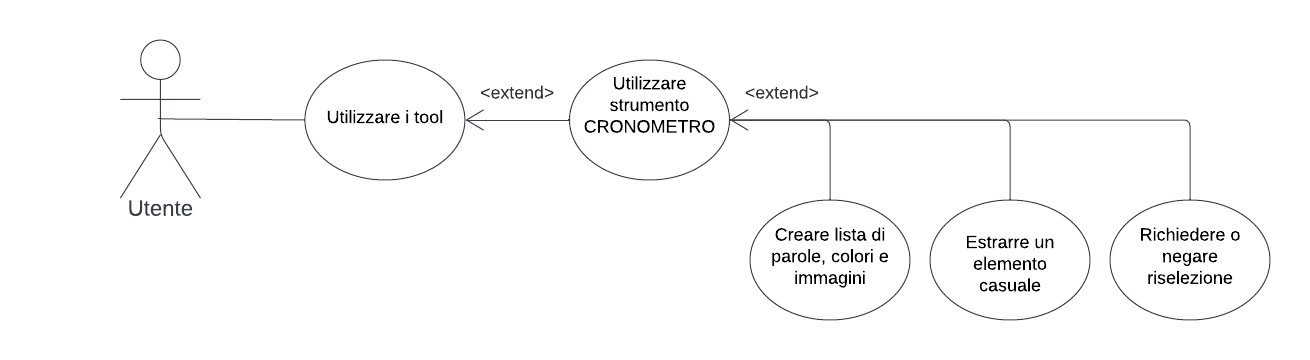 Utente
Utilizzare i tool
<extend>
Utilizzare
strumento
CRONOMETRO
<extend>
Creare lista di
parole, colori e
immagini
Estrarre un
elemento
casuale
Richiedere o
negare
riselezione